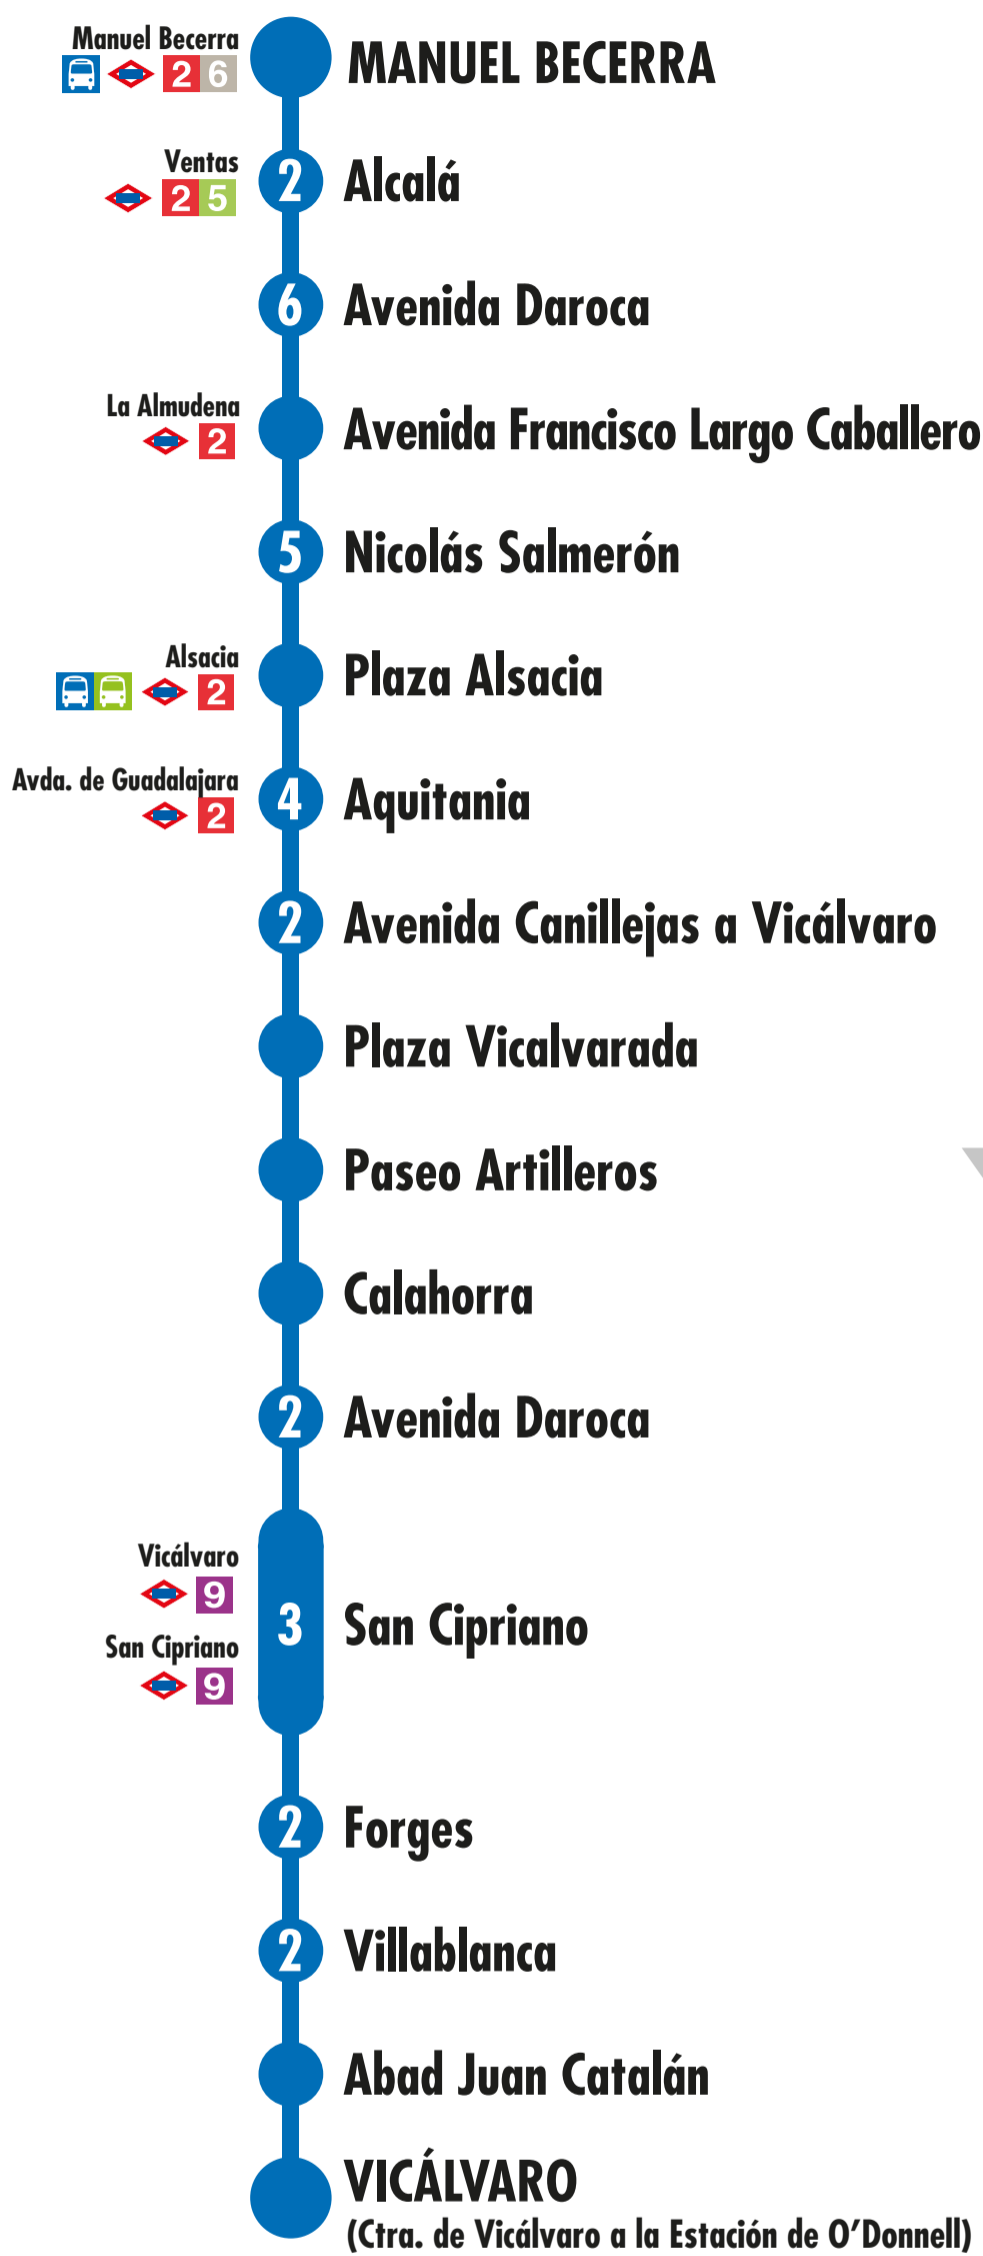 Manuel Becerra
2 6
MANUEL BECERRA
Ventas
2 5
2
Alcalá
6
Avenida Daroca
La Almudena
2
Avenida Francisco Largo Caballero
5
Nicolás Salmerón
Alsacia
2
Plaza Alsacia
Avda. de Guadalajara
2
4
Aquitania
2
Avenida Canillejas a Vicálvaro
Plaza Vicalvarada
Paseo Artilleros
Calahorra
2
Avenida Daroca
Vicálvaro
9
San Cipriano
9
3
San Cipriano
2
Forges
2
Villablanca
Abad Juan Catalán
VICÁLVARO
(Ctra. de Vicálvaro a la Estación de O’Donnell)